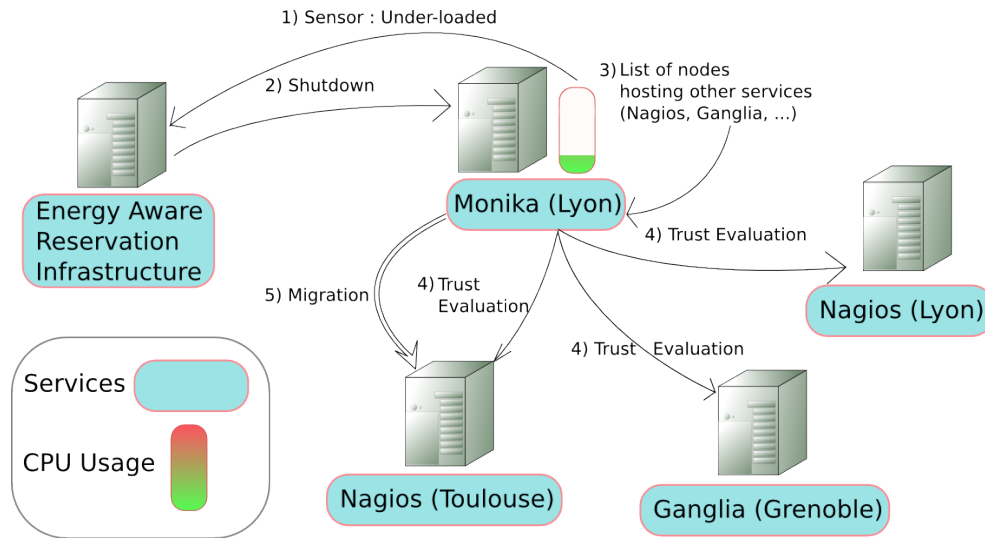 1) Sensor : Under-loaded
2) Shutdown
3) List of nodes
hosting other services
(Nagios, Ganglia, ...)
Energy Aware
Reservation
Infrastructure
Monika (Lyon)
4) Trust Evaluation
Nagios (Lyon)
5) Migration
4) Trust
Evaluation
4) Trust Evaluation
Services
CPU Usage
Nagios (Toulouse)
Ganglia (Grenoble)